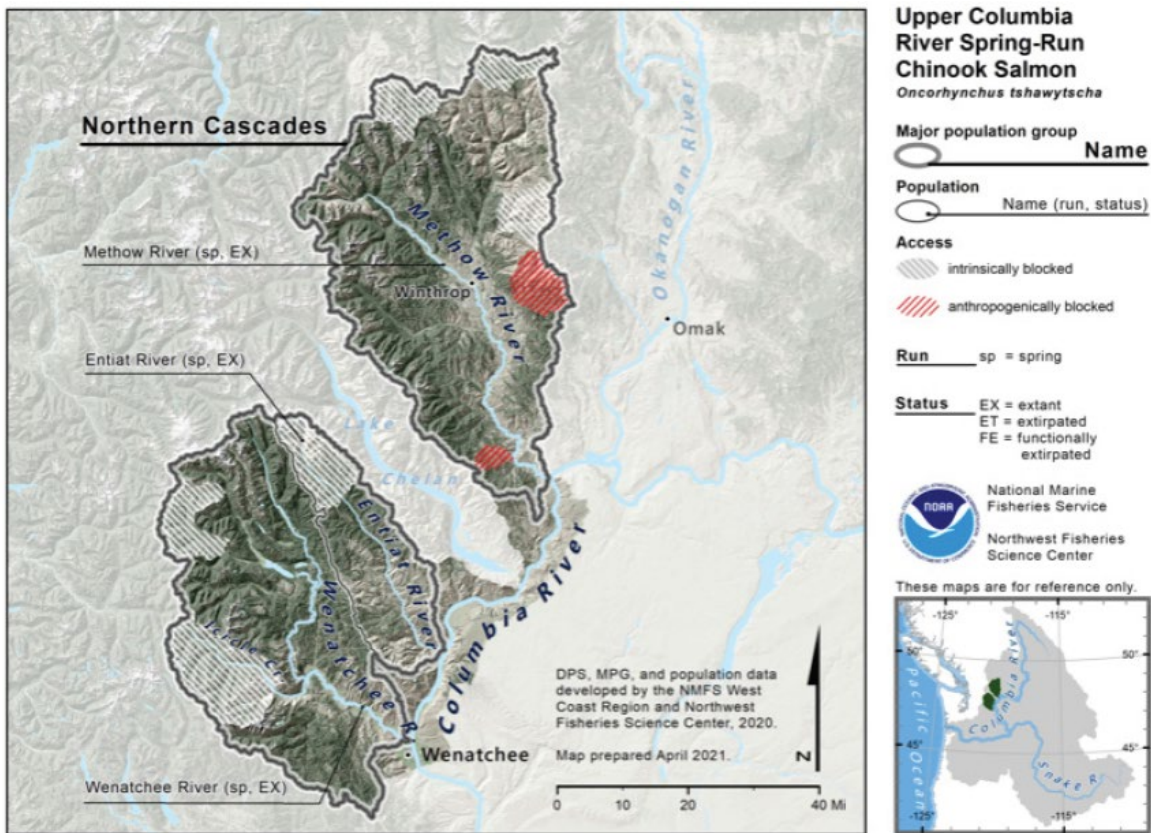 Northern Cascades
Methow River (sp, EX)
Methow River
Winthrop
Okanogan River
Omak
Entiat River (sp, EX)
Lake
Chelan
Entiat River
Wenatchee R.
Icicle Cr.
Columbia River
Wenatchee
Wenatchee River (sp, EX)
DPS, MPG, and population data
developed by the NMFS West
Coast Region and Northwest
Fisheries Science Center, 2020.
Map prepared April 2021.
N
0 10 20 40 Mi
Upper Columbia
River Spring-Run
Chinook Salmon
Oncorhynchus tshawytscha
Major population group
Name
Population
Name (run, status)
Access
intrinsically blocked
anthropogenically blocked
Run sp = spring
Status EX = extant
ET = extirpated
FE = functionally
extirpated
NOAA
National Marine
Fisheries Service
Northwest Fisheries
Science Center
These maps are for reference only.
-125° -115°
50° 50°
Columbia River
Pacific Ocean
45° 45°
Snake R.
-125° -115°